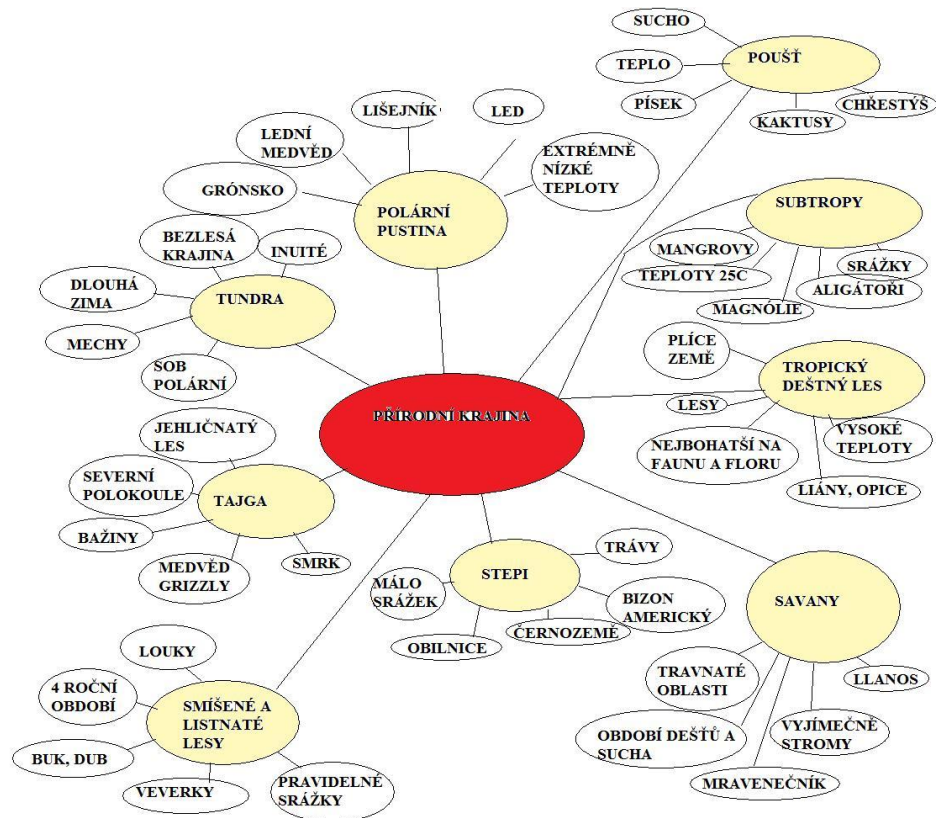 SUCHO
POUŠŤ
TEPLO
PÍSEK
KAKTUSY
CHŘESTÝŠ
LIŠEJNÍK
LED
LEDNÍ
MEDVĚD
GRÓNSKO
EXTRÉMNĚ
NÍZKÉ
TEPLOTY
POLÁRNÍ
PUSTINA
SUBTROPY
MANGROVY
TEPLOTY 25C
MAGNÓLIE
ALIGÁTOŘI
SRÁŽKY
BEZLESÁ
KRAJINA
INUITÉ
DLOUHÁ
ZIMA
TUNDRA
MECHY
SOB
POLÁRNÍ
PLÍCE
ZEMĚ
TROPICKÝ
DEŠTNÝ LES
LESY
NEJBOHATŠÍ NA
FAUNU A FLORU
VYSOKÉ
TEPLOTY
LIÁNY, OPICE
PŘÍRODNÍ KRAJINA
JEHLIČNATÝ
LES
SEVERNÍ
POLOKOULE
TAJGA
BAŽINY
MEDVĚD
GRIZZLY
SMRK
STEPI
TRÁVY
MÁLO
SRÁŽEK
BIZON
AMERICKÝ
OBILNICE
ČERNOZEMĚ
SAVANY
TRAVNATÉ
OBLASTI
LLANOS
OBDOBÍ DEŠŤŮ A
SUCHA
VYJÍMEČNĚ
STROMY
MRAVENEČNÍK
LOUKY
4 ROČNÍ
OBDOBÍ
SMÍŠENÉ A
LISTNATÉ
LESY
BUK, DUB
VEVERKY
PRAVIDELNÉ
SRÁŽKY